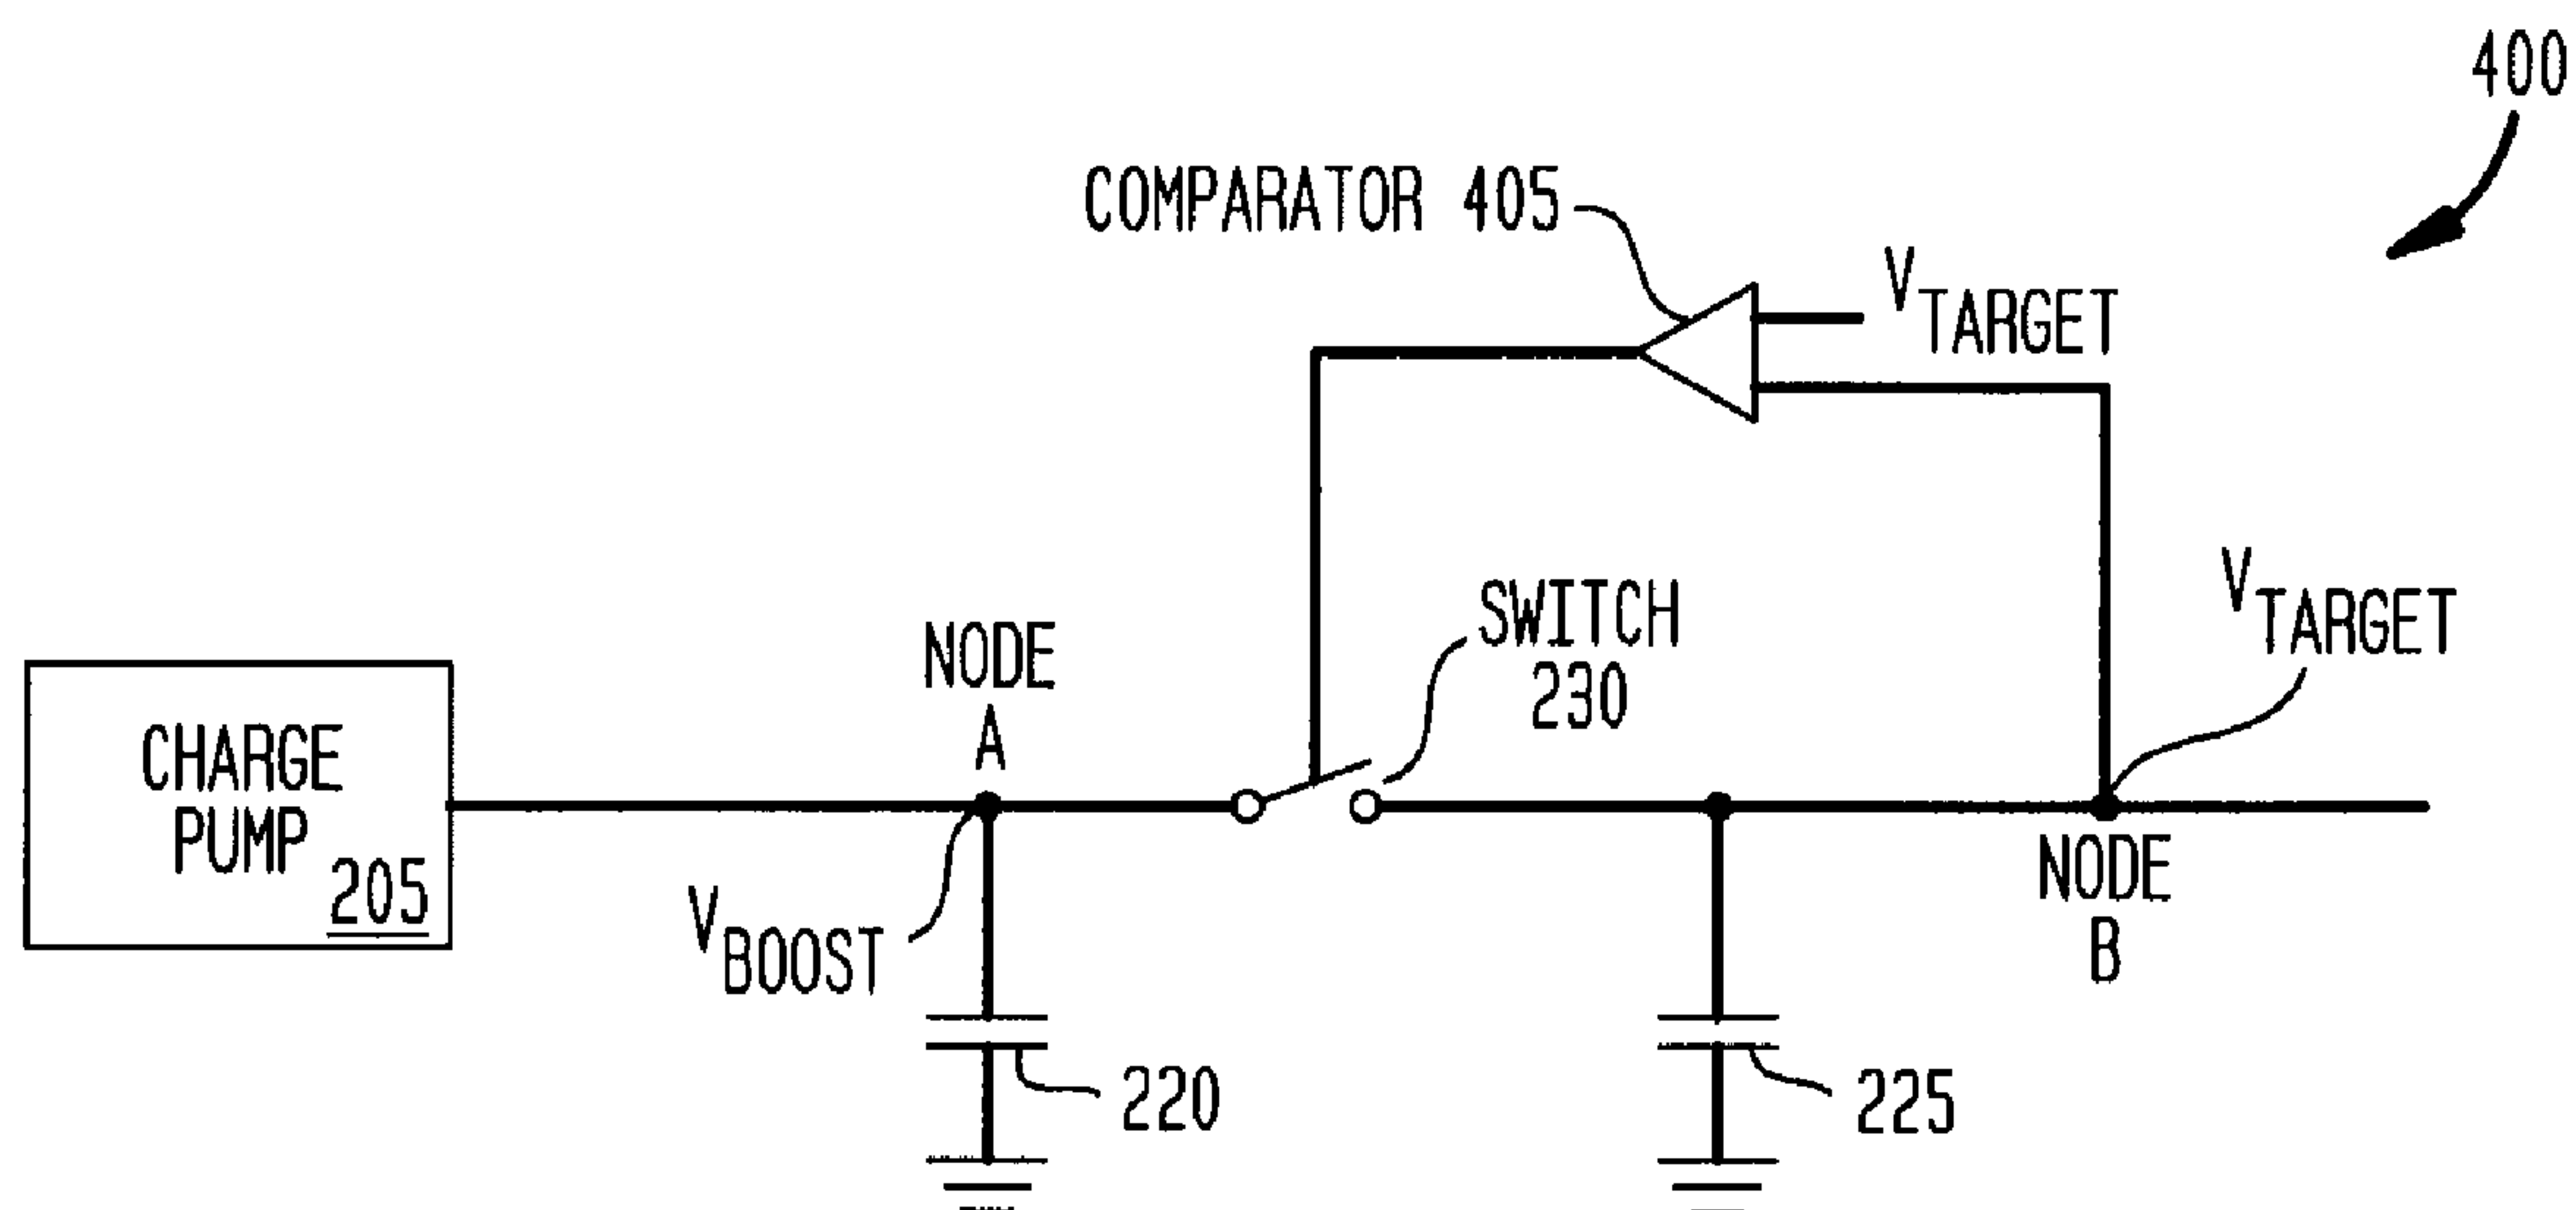 400
COMPARATOR 405
VTARGET
VTARGET
SWITCH
230
NODE
A
CHARGE
PUMP
205
VBOOST
NODE
B
220
225